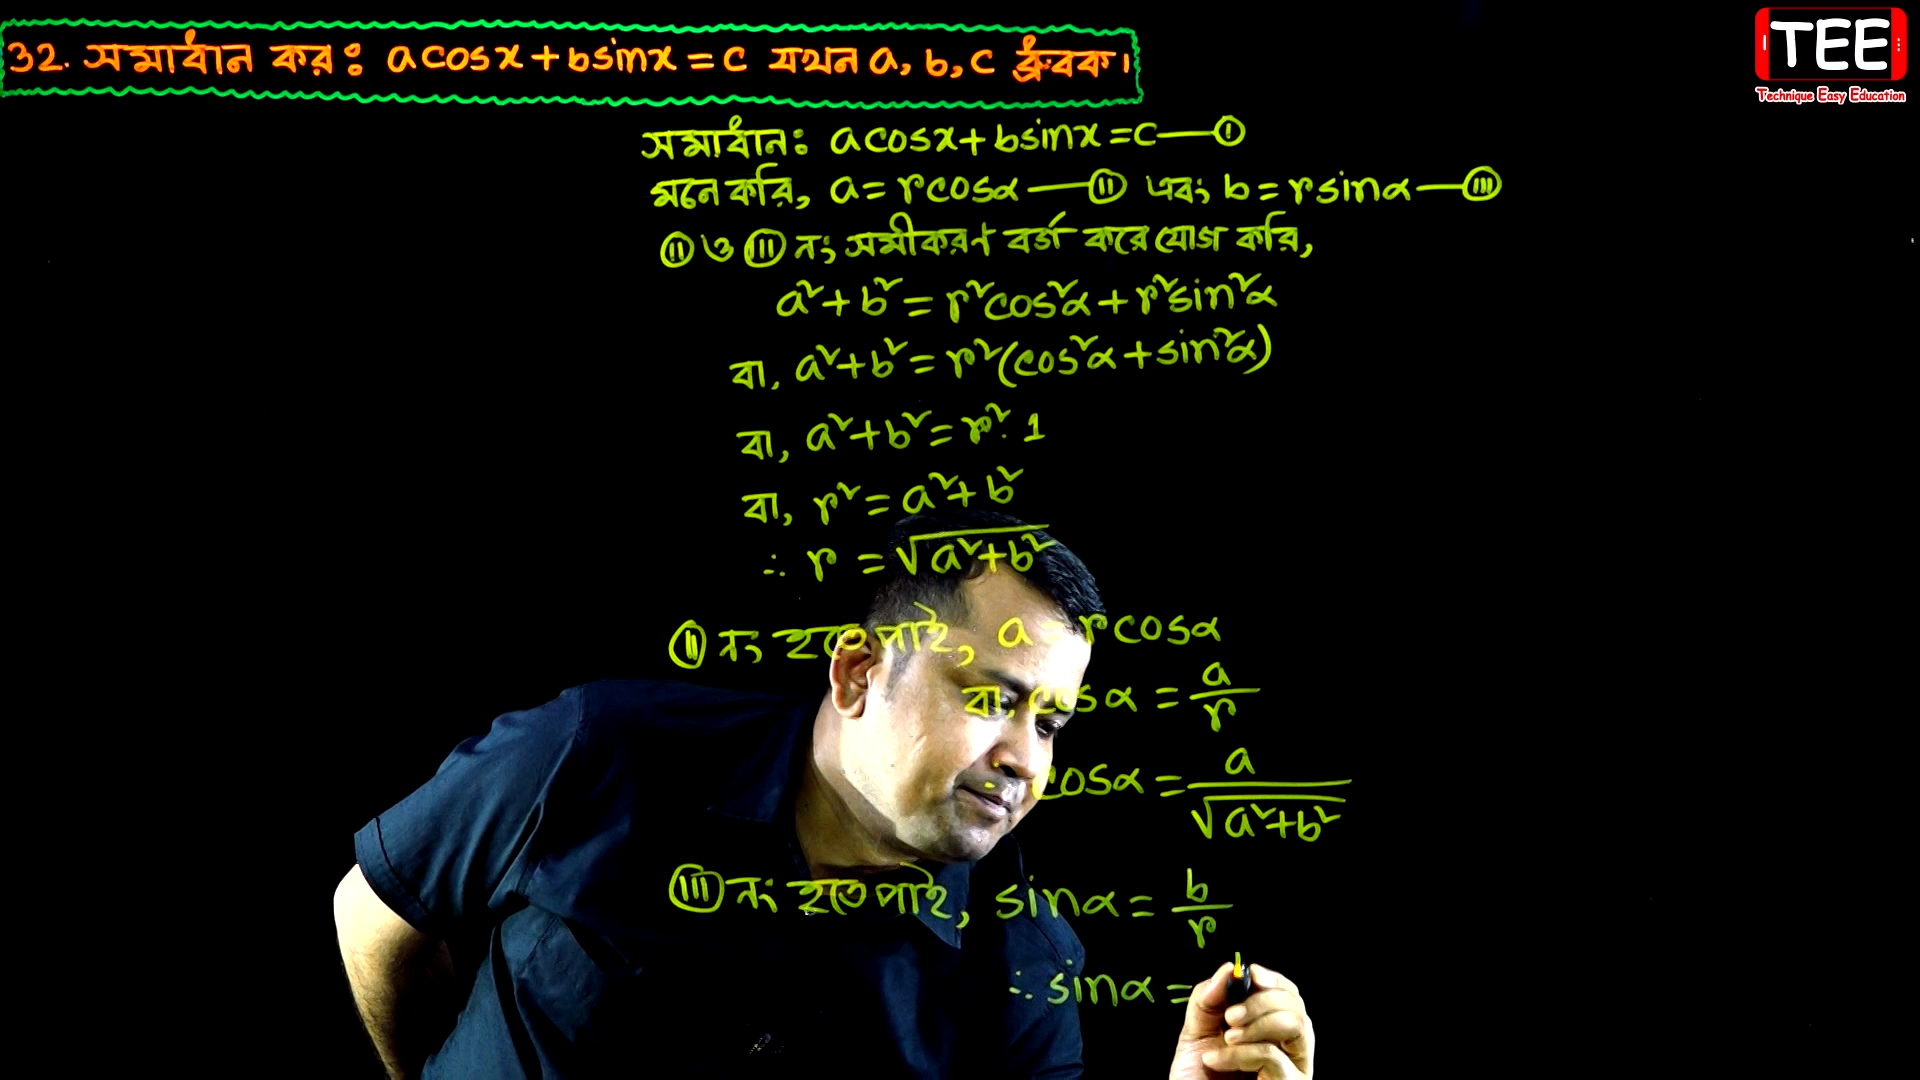 32. সমাধান করঃ acosx+bsinx=c যখন a, b, c ধ্রুবক।
TEE
Technique Easy Education
সমাধানঃ acosx+bsinx=c—(i)
মনেকরি, a=rcosα—(ii) এবং b=rsinα—(iii)
(ii) ও (iii) নং সমীকরণ বর্গ করে যোগ করি,
a²+b²=r²cos²α+r²sin²α
বা, a²+b²=r²(cos²α+sin²α)
বা, a²+b²=r².1
বা, r²=a²+b²
∴ r=√(a²+b²)
(ii) নং হতে পাই, a=rcosα
বা, cosα=a/r
∴ cosα=a/√(a²+b²)
(iii) নং হতে পাই, sinα=b/r
∴ sinα=